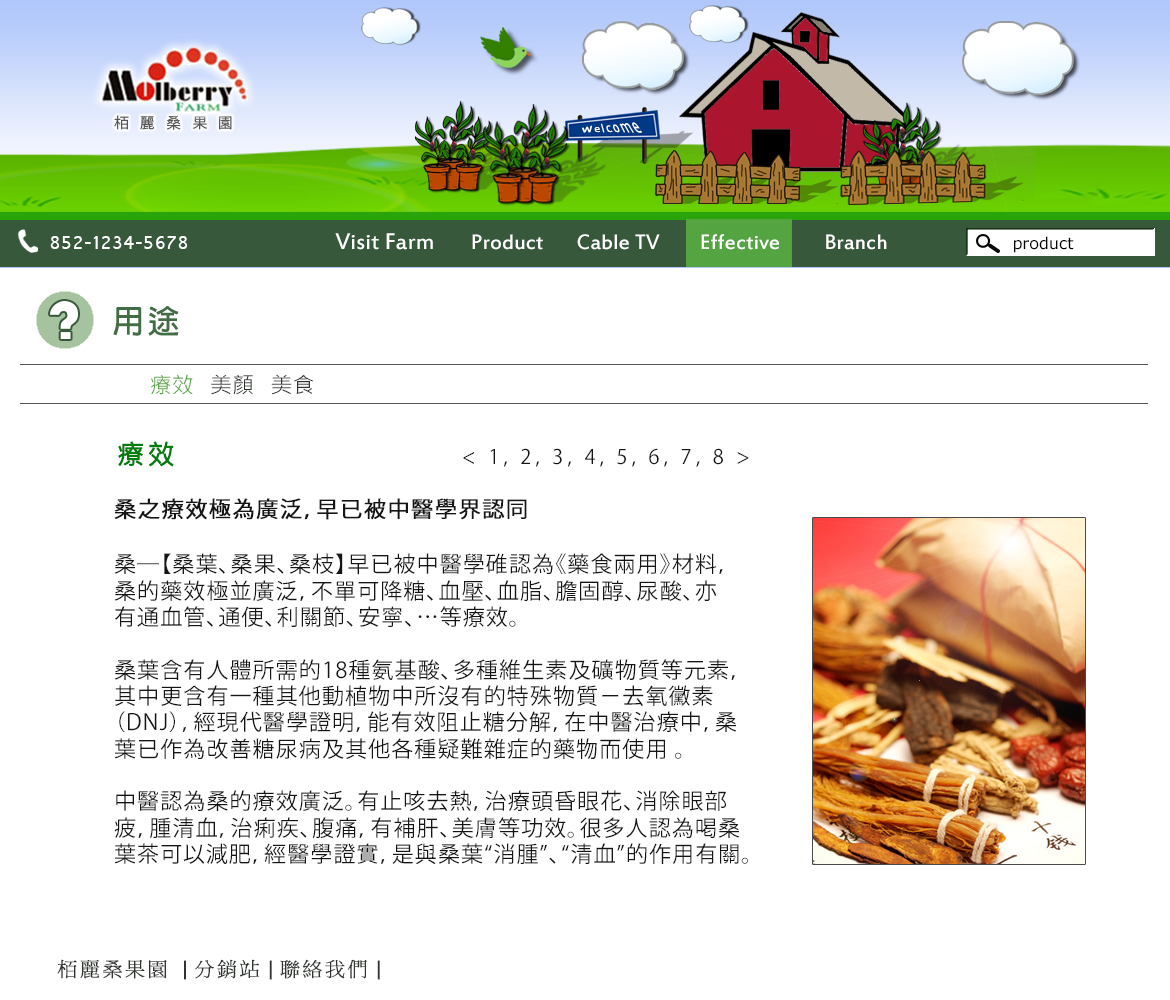 Molberry
FARM
栢麗桑果園
welcome
852-1234-5678
Visit Farm
Product
Cable TV
Effective
Branch
product
用途
療效 美顏 美食
療效
< 1, 2, 3, 4, 5, 6, 7, 8 >
桑之療效極為廣泛, 早已被中醫學界認同
桑—【桑葉、桑果、桑枝】早已被中醫學確認為《藥食兩用》材料,
桑的藥效極並廣泛, 不單可降糖、血壓、血脂、膽固醇、尿酸、亦
有通血管、通便、利關節、安寧、…等療效。
桑葉含有人體所需的18種氨基酸、多種維生素及礦物質等元素,
其中更含有一種其他動植物中所沒有的特殊物質－去氧黴素
(DNJ), 經現代醫學證明, 能有效阻止糖分解, 在中醫治療中, 桑
葉已作為改善糖尿病及其他各種疑難雜症的藥物而使用 。
中醫認為桑的療效廣泛。有止咳去熱, 治療頭昏眼花、消除眼部
疲, 腫清血, 治痢疾、腹痛, 有補肝、美膚等功效。很多人認為喝桑
葉茶可以減肥, 經醫學證實, 是與桑葉“消腫”、“清血”的作用有關。
十
錢
栢麗桑果園 | 分銷站 | 聯絡我們 |